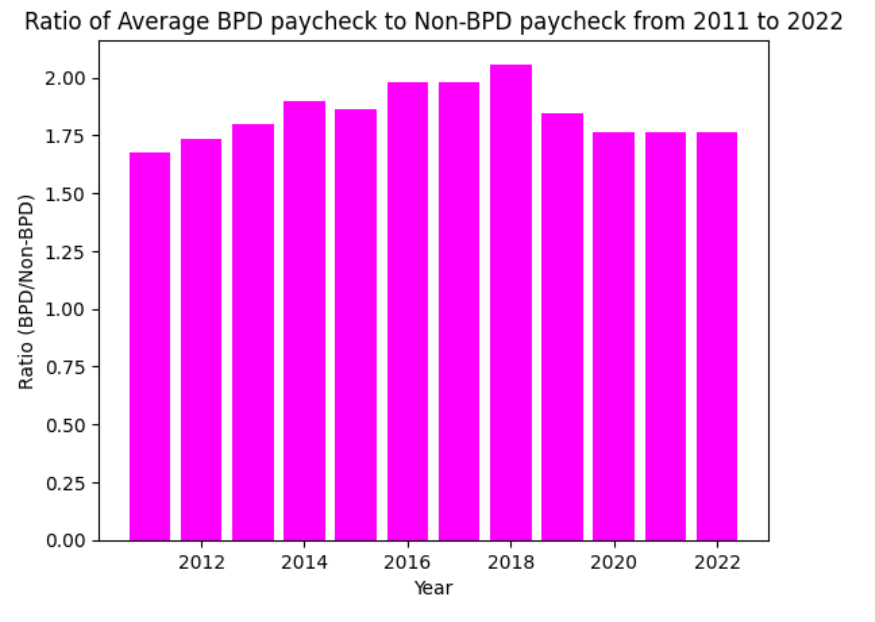 Ratio of Average BPD paycheck to Non-BPD paycheck from 2011 to 2022
Ratio (BPD/Non-BPD)
2.00
1.75
1.50
1.25
1.00
0.75
0.50
0.25
0.00
2012 2014 2016 2018 2020 2022
Year